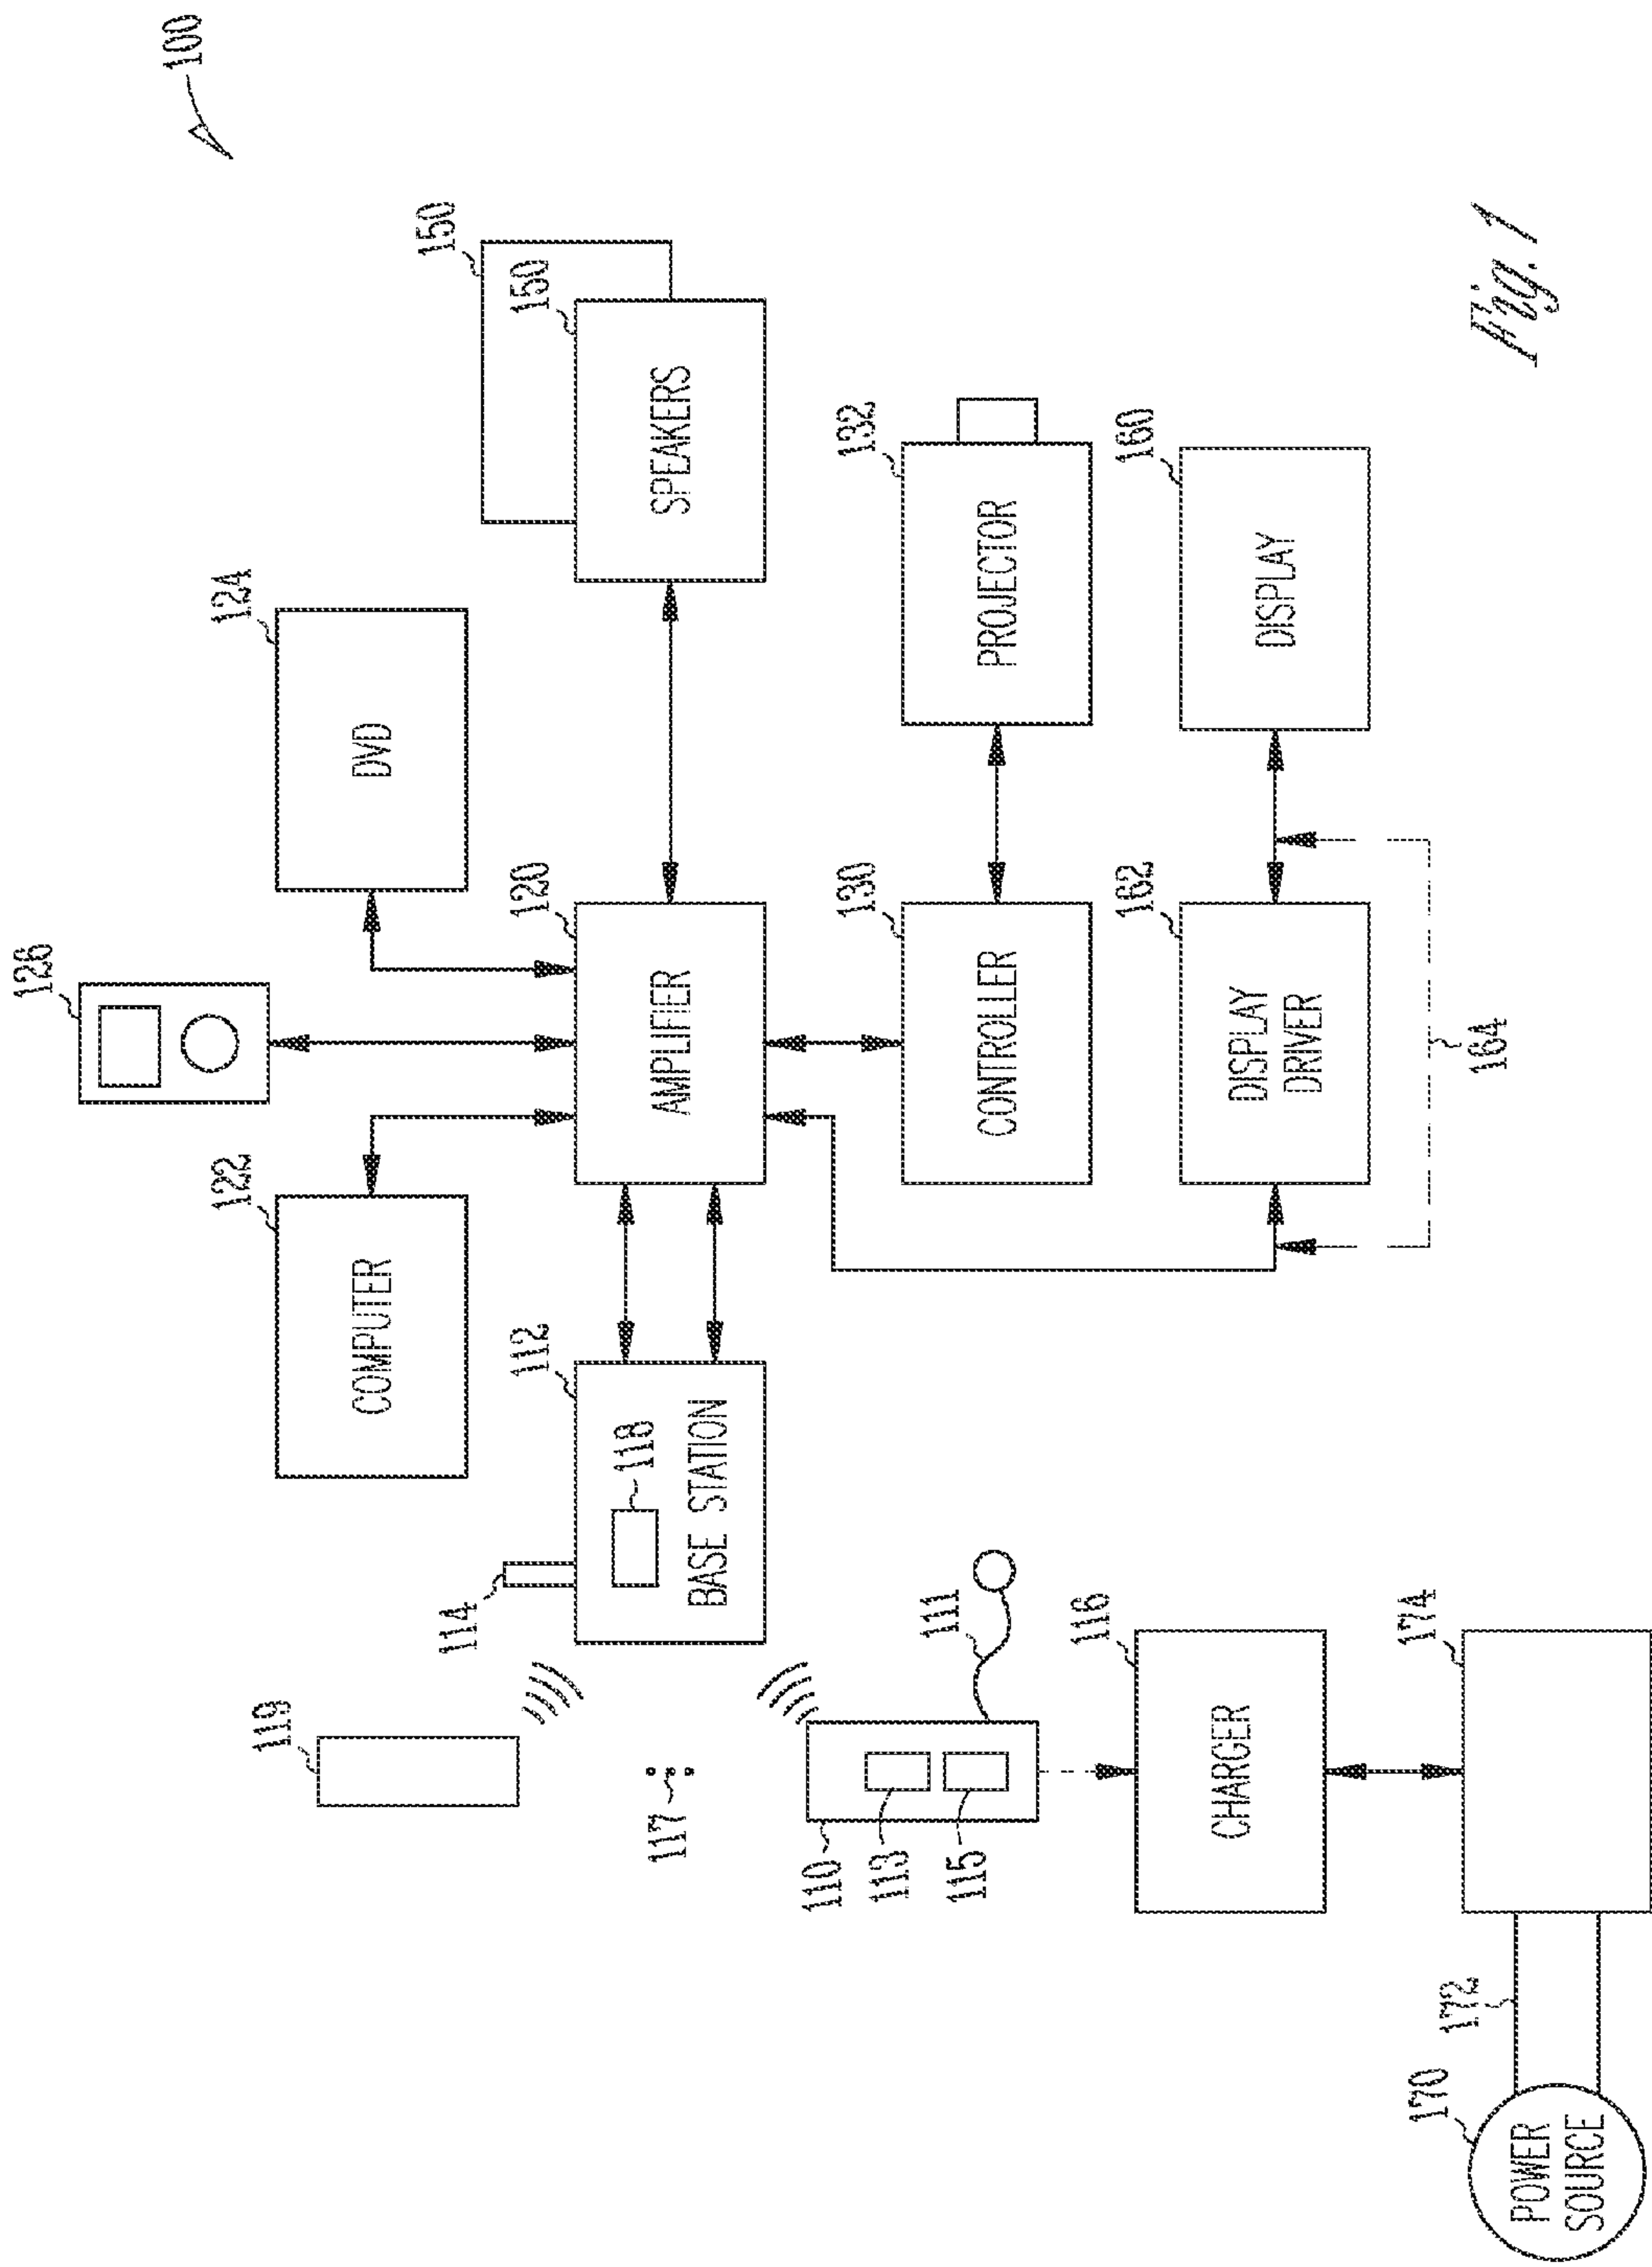 100
126
122
COMPUTER
124
DVD
119
114
112
118
BASE STATION
120
AMPLIFIER
150
150
SPEAKERS
117
110
113
115
111
130
CONTROLLER
132
PROJECTOR
116
CHARGER
162
DISPLAY
DRIVER
160
DISPLAY
164
170
POWER
SOURCE
172
174
Fig. 1